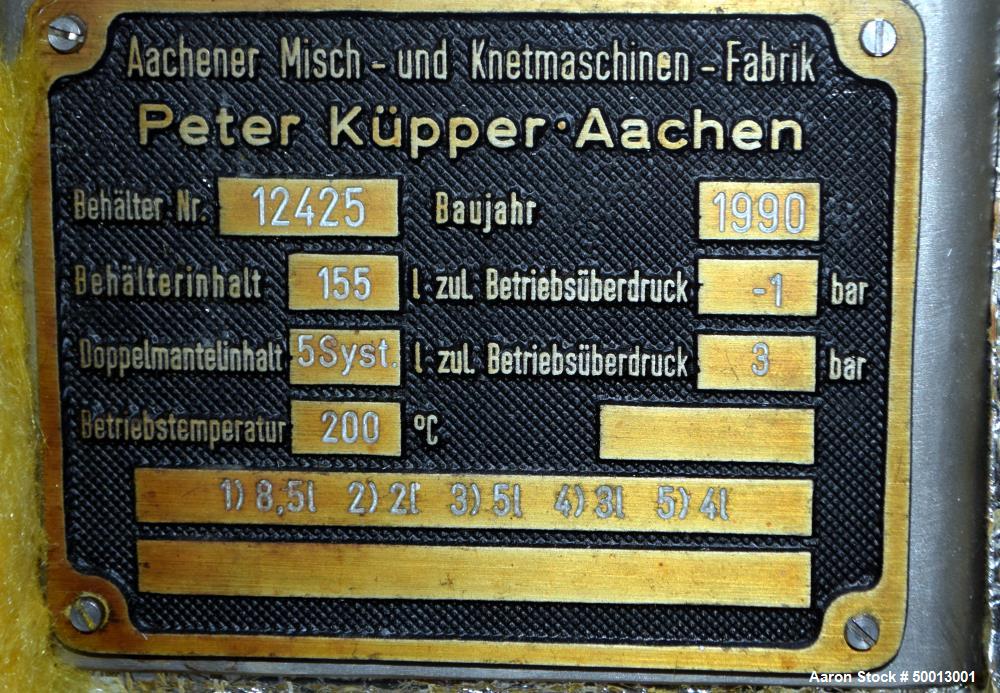 Aachener Misch - und Knetmaschinen - Fabrik
Peter Küpper · Aachen
Behälter Nr. 12425 Baujahr 1990
Behälterinhalt 155 l zul. Betriebsüberdruck -1 bar
Doppelmantelinhalt 5Syst. l zul. Betriebsüberdruck 3 bar
Betriebstemperatur 200 °C
1) 8,5l 2) 2l 3) 5l 4) 3l 5) 4l
Aaron Stock # 50013001